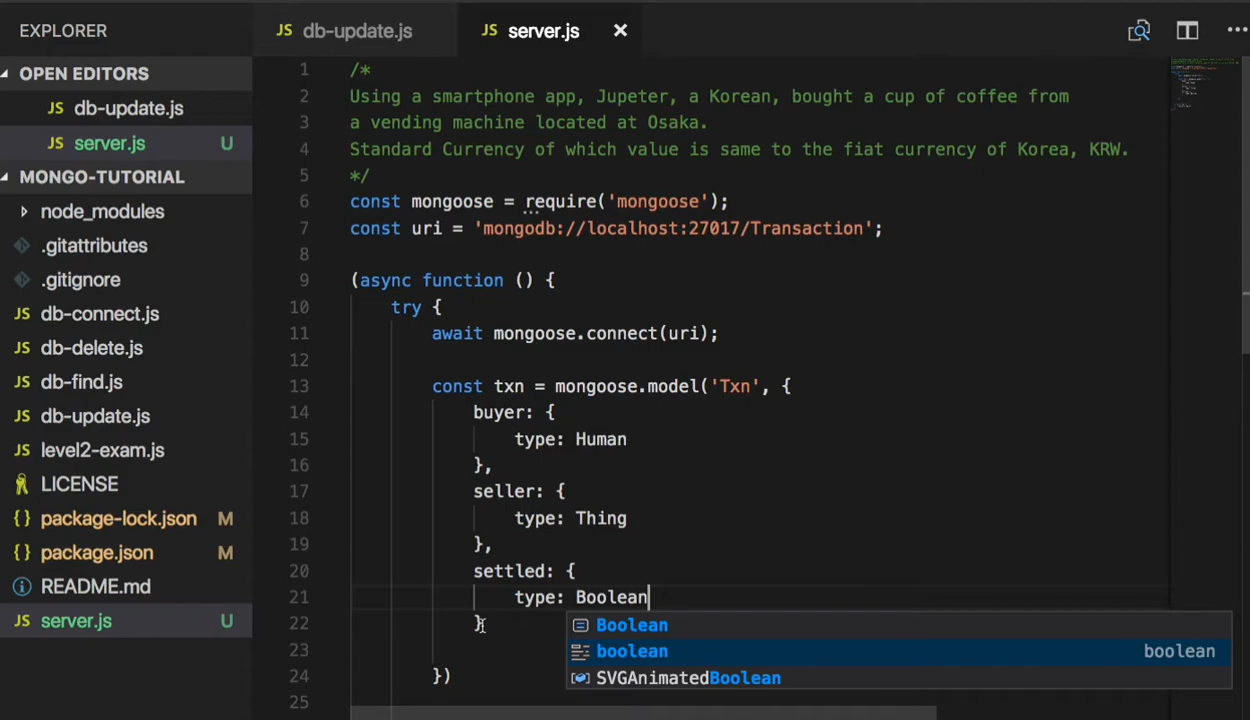 EXPLORER
OPEN EDITORS
JS db-update.js
JS server.js U
MONGO-TUTORIAL
node_modules
.gitattributes
.gitignore
JS db-connect.js
JS db-delete.js
JS db-find.js
JS db-update.js
JS level2-exam.js
LICENSE
{} package-lock.json M
{} package.json M
README.md
JS server.js U
JS db-update.js
JS server.js
1 /*
2 Using a smartphone app, Jupeter, a Korean, bought a cup of coffee from
3 a vending machine located at Osaka.
4 Standard Currency of which value is same to the fiat currency of Korea, KRW.
5 */
6 const mongoose = require('mongoose');
7 const uri = 'mongodb://localhost:27017/Transaction';
8
9 (async function () {
10 try {
11 await mongoose.connect(uri);
12
13 const txn = mongoose.model('Txn', {
14 buyer: {
15 type: Human
16 },
17 seller: {
18 type: Thing
19 },
20 settled: {
21 type: Boolean
22 }
23
24 })
25
Boolean
boolean boolean
SVGAnimatedBoolean